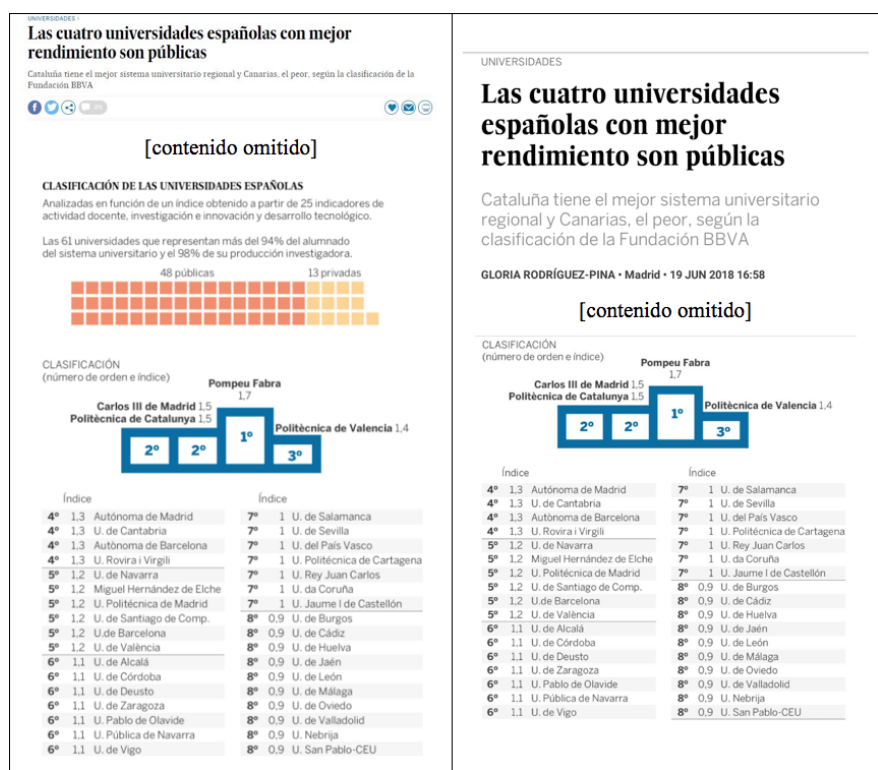 UNIVERSIDADES ›
Las cuatro universidades españolas con mejor
rendimiento son públicas
Cataluña tiene el mejor sistema universitario regional y Canarias, el peor, según la clasificación de la
Fundación BBVA
[contenido omitido]
CLASIFICACIÓN DE LAS UNIVERSIDADES ESPAÑOLAS
Analizadas en función de un índice obtenido a partir de 25 indicadores de
actividad docente, investigación e innovación y desarrollo tecnológico.
Las 61 universidades que representan más del 94% del alumnado
del sistema universitario y el 98% de su producción investigadora.
48 públicas 13 privadas
CLASIFICACIÓN
(número de orden e índice)
Pompeu Fabra
1,7
Carlos III de Madrid 1,5
Politècnica de Catalunya 1,5
Politècnica de Valencia 1,4
2º 2º 1º 3º
Índice Índice
4º 1,3 Autónoma de Madrid 7º 1 U. de Salamanca
4º 1,3 U. de Cantabria 7º 1 U. de Sevilla
4º 1,3 Autònoma de Barcelona 7º 1 U. del País Vasco
4º 1,3 U. Rovira i Virgili 7º 1 U. Politécnica de Cartagena
5º 1,2 U. de Navarra 7º 1 U. Rey Juan Carlos
5º 1,2 Miguel Hernández de Elche 7º 1 U. da Coruña
5º 1,2 U. Politécnica de Madrid 7º 1 U. Jaume I de Castellón
5º 1,2 U. de Santiago de Comp. 8º 0,9 U. de Burgos
5º 1,2 U.de Barcelona 8º 0,9 U. de Cádiz
5º 1,2 U. de València 8º 0,9 U. de Huelva
6º 1,1 U. de Alcalá 8º 0,9 U. de Jaén
6º 1,1 U. de Córdoba 8º 0,9 U. de León
6º 1,1 U. de Deusto 8º 0,9 U. de Málaga
6º 1,1 U. de Zaragoza 8º 0,9 U. de Oviedo
6º 1,1 U. Pablo de Olavide 8º 0,9 U. de Valladolid
6º 1,1 U. Pública de Navarra 8º 0,9 U. Nebrija
6º 1,1 U. de Vigo 8º 0,9 U. San Pablo-CEU
UNIVERSIDADES
Las cuatro universidades
españolas con mejor
rendimiento son públicas
Cataluña tiene el mejor sistema universitario
regional y Canarias, el peor, según la
clasificación de la Fundación BBVA
GLORIA RODRÍGUEZ-PINA • Madrid • 19 JUN 2018 16:58
[contenido omitido]
CLASIFICACIÓN
(número de orden e índice)
Pompeu Fabra
1,7
Carlos III de Madrid 1,5
Politècnica de Catalunya 1,5
Politècnica de Valencia 1,4
2º 2º 1º 3º
Índice Índice
4º 1,3 Autónoma de Madrid 7º 1 U. de Salamanca
4º 1,3 U. de Cantabria 7º 1 U. de Sevilla
4º 1,3 Autònoma de Barcelona 7º 1 U. del País Vasco
4º 1,3 U. Rovira i Virgili 7º 1 U. Politécnica de Cartagena
5º 1,2 U. de Navarra 7º 1 U. Rey Juan Carlos
5º 1,2 Miguel Hernández de Elche 7º 1 U. da Coruña
5º 1,2 U. Politécnica de Madrid 7º 1 U. Jaume I de Castellón
5º 1,2 U. de Santiago de Comp. 8º 0,9 U. de Burgos
5º 1,2 U.de Barcelona 8º 0,9 U. de Cádiz
5º 1,2 U. de València 8º 0,9 U. de Huelva
6º 1,1 U. de Alcalá 8º 0,9 U. de Jaén
6º 1,1 U. de Córdoba 8º 0,9 U. de León
6º 1,1 U. de Deusto 8º 0,9 U. de Málaga
6º 1,1 U. de Zaragoza 8º 0,9 U. de Oviedo
6º 1,1 U. Pablo de Olavide 8º 0,9 U. de Valladolid
6º 1,1 U. Pública de Navarra 8º 0,9 U. Nebrija
6º 1,1 U. de Vigo 8º 0,9 U. San Pablo-CEU